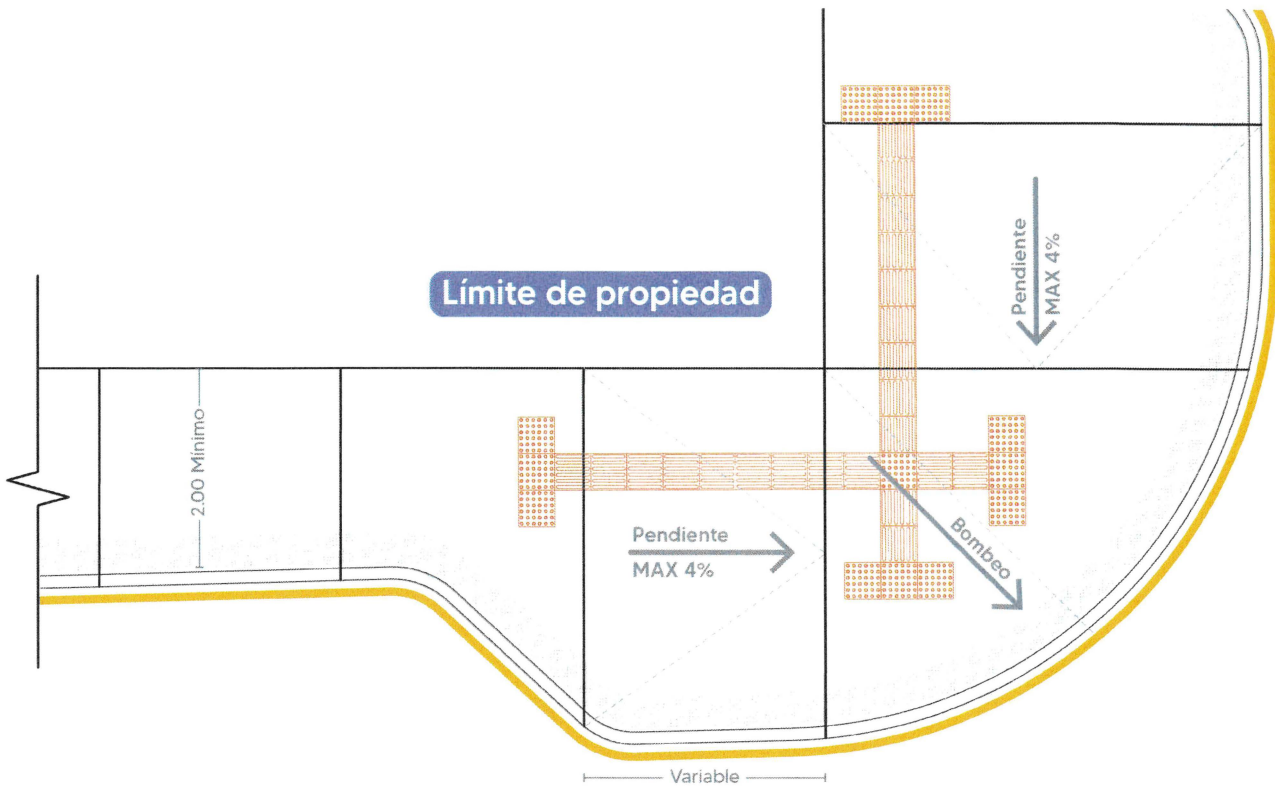 Pendiente
MAX 4%
Límite de propiedad
2.00 Mínimo
Pendiente
MAX 4%
Bombeo
Variable